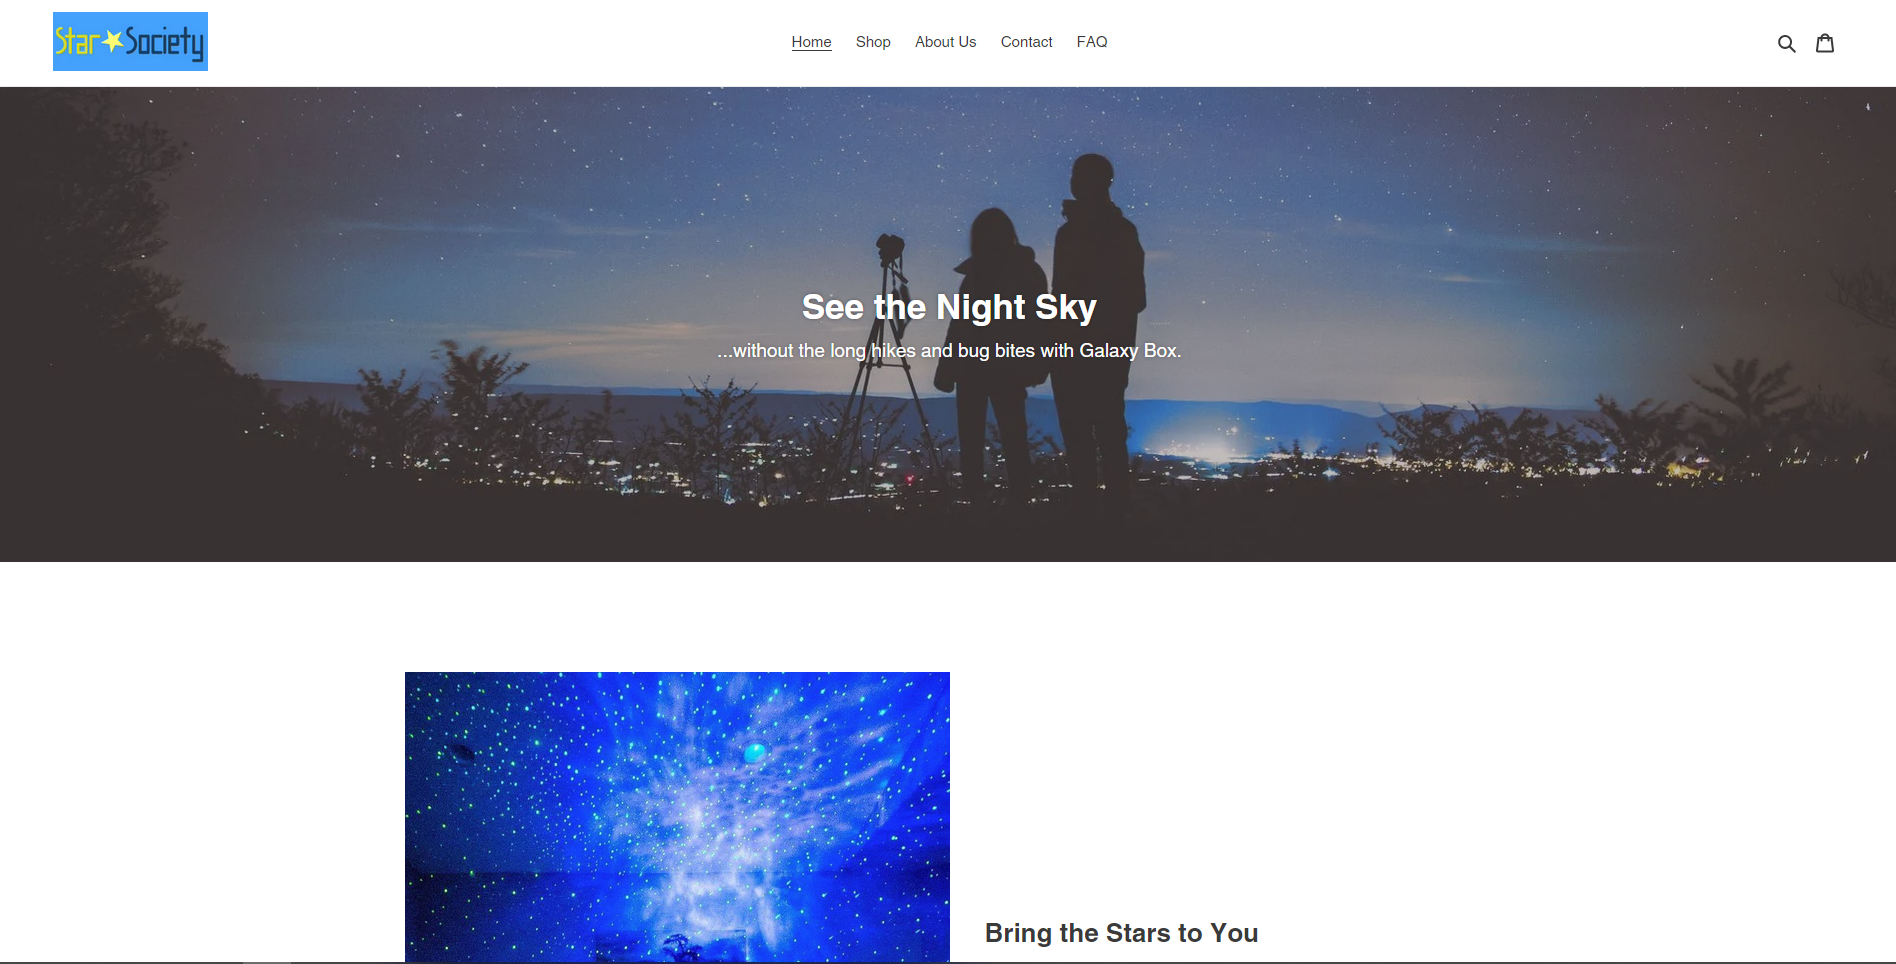 Star Society
Home Shop About Us Contact FAQ
See the Night Sky
...without the long hikes and bug bites with Galaxy Box.
Bring the Stars to You